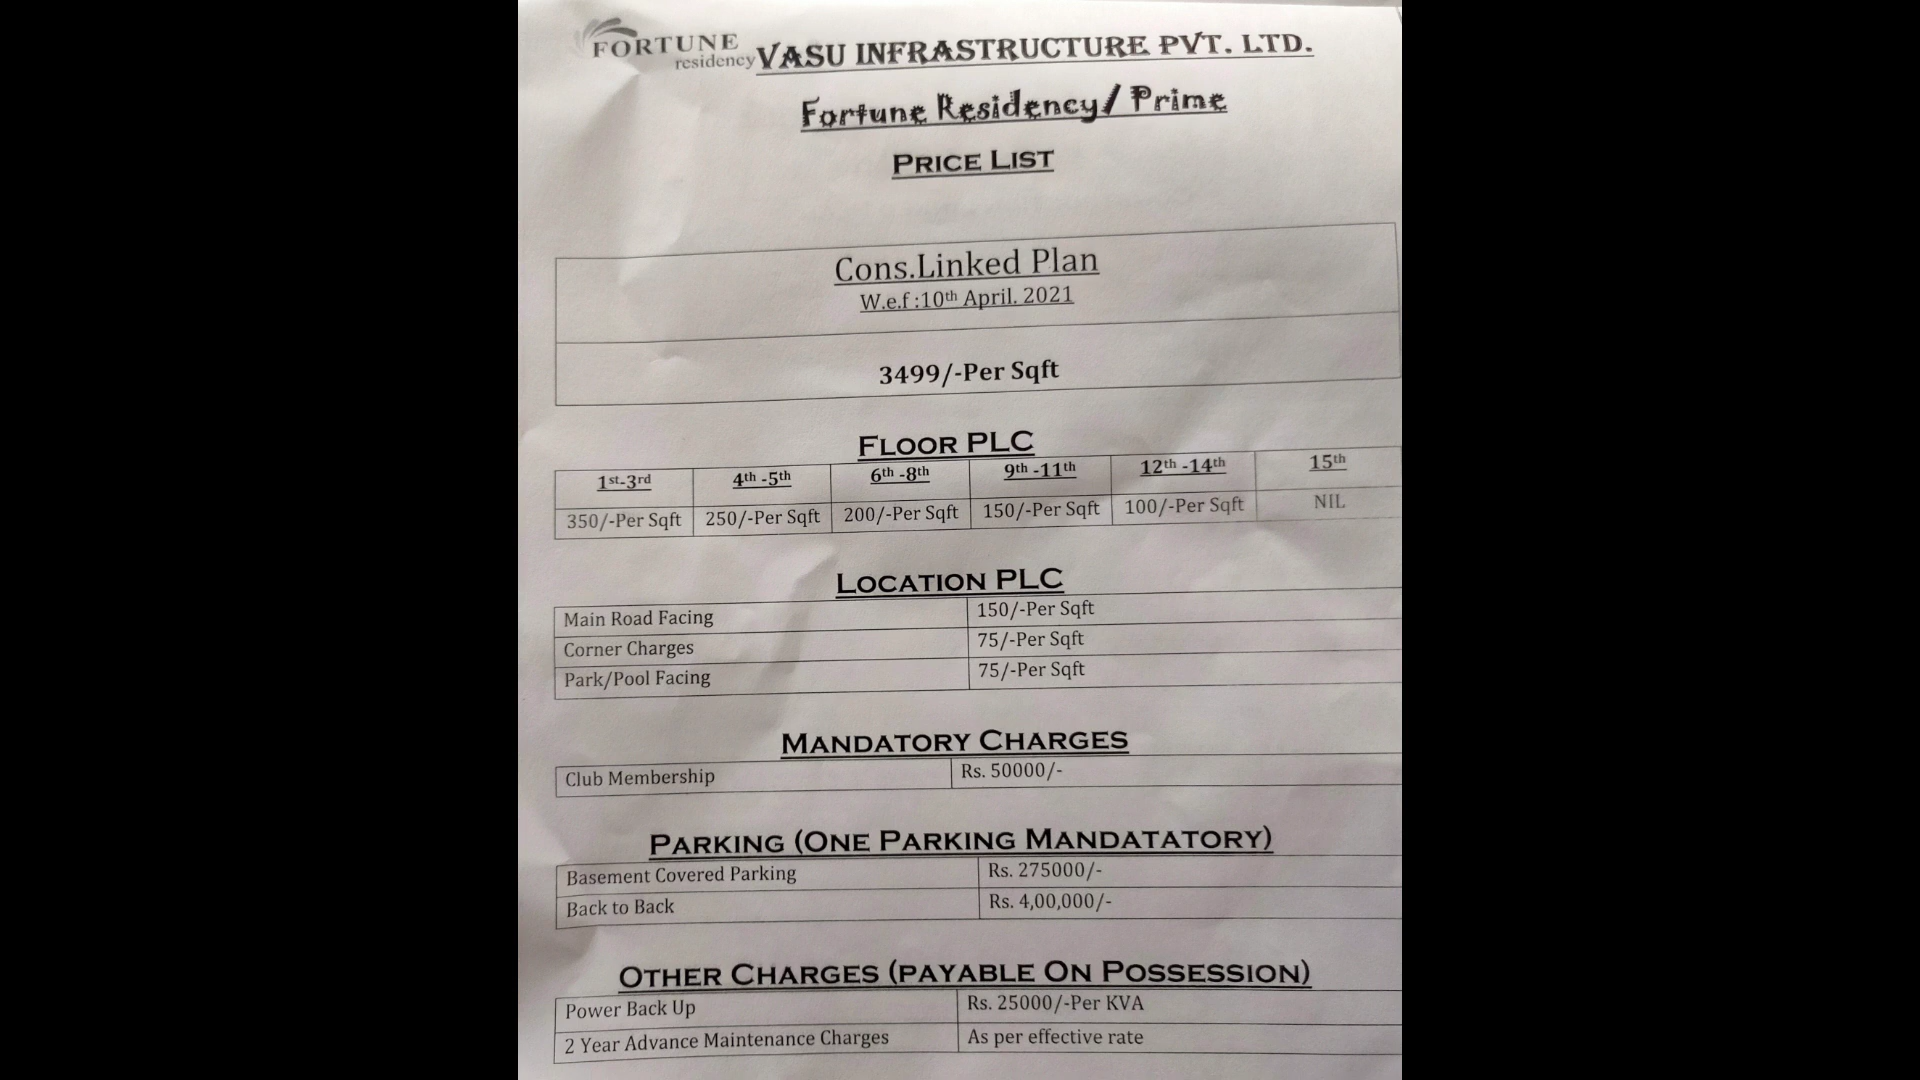 FORTUNE
residency
VASU INFRASTRUCTURE PVT. LTD.
Fortune Residency/ Prime
PRICE LIST
Cons.Linked Plan
W.e.f :10th April. 2021
3499/-Per Sqft
FLOOR PLC
1st-3rd 4th -5th 6th -8th 9th -11th 12th -14th 15th
350/-Per Sqft 250/-Per Sqft 200/-Per Sqft 150/-Per Sqft 100/-Per Sqft NIL
LOCATION PLC
Main Road Facing 150/-Per Sqft
Corner Charges 75/-Per Sqft
Park/Pool Facing 75/-Per Sqft
MANDATORY CHARGES
Club Membership Rs. 50000/-
PARKING (ONE PARKING MANDATATORY)
Basement Covered Parking Rs. 275000/-
Back to Back Rs. 4,00,000/-
OTHER CHARGES (PAYABLE ON POSSESSION)
Power Back Up Rs. 25000/-Per KVA
2 Year Advance Maintenance Charges As per effective rate